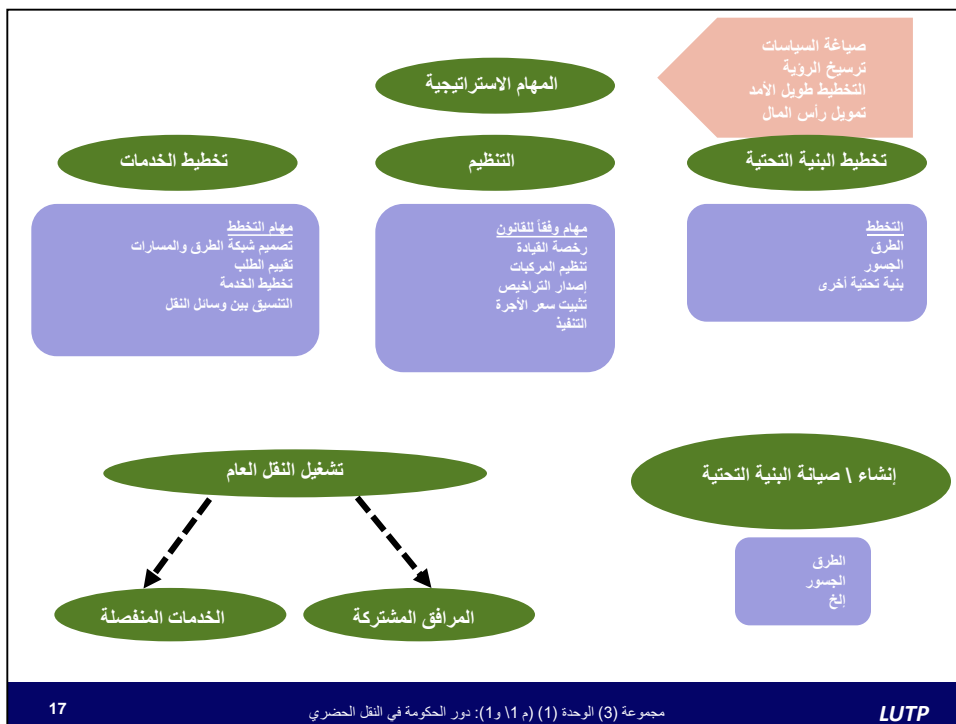 صياغة السياسات
ترسيخ الرؤية
التخطيط طويل الأمد
تمويل رأس المال
المهام الاستراتيجية
تخطيط البنية التحتية
التنظيم
تخطيط الخدمات
التخطط
الطرق
الجسور
بنية تحتية أخرى
مهام وفقاً للقانون
رخصة القيادة
تنظيم المركبات
إصدار التراخيص
تثبيت سعر الأجرة
التنفيذ
مهام التخطط
تصميم شبكة الطرق والمسارات
تقييم الطلب
تخطيط الخدمة
التنسيق بين وسائل النقل
إنشاء \ صيانة البنية التحتية
الطرق
الجسور
إلخ
تشغيل النقل العام
المرافق المشتركة
الخدمات المنفصلة
17
مجموعة (3) الوحدة (1) (م 1\ و1): دور الحكومة في النقل الحضري
LUTP